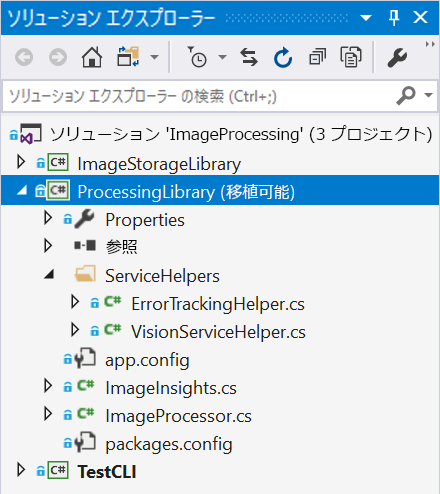 ソリューション エクスプローラー
ソリューション エクスプローラー の検索 (Ctrl+;)
ソリューション 'ImageProcessing' (3 プロジェクト)
C# ImageStorageLibrary
C# ProcessingLibrary (移植可能)
Properties
参照
ServiceHelpers
C# ErrorTrackingHelper.cs
C# VisionServiceHelper.cs
app.config
C# ImageInsights.cs
C# ImageProcessor.cs
packages.config
C# TestCLI